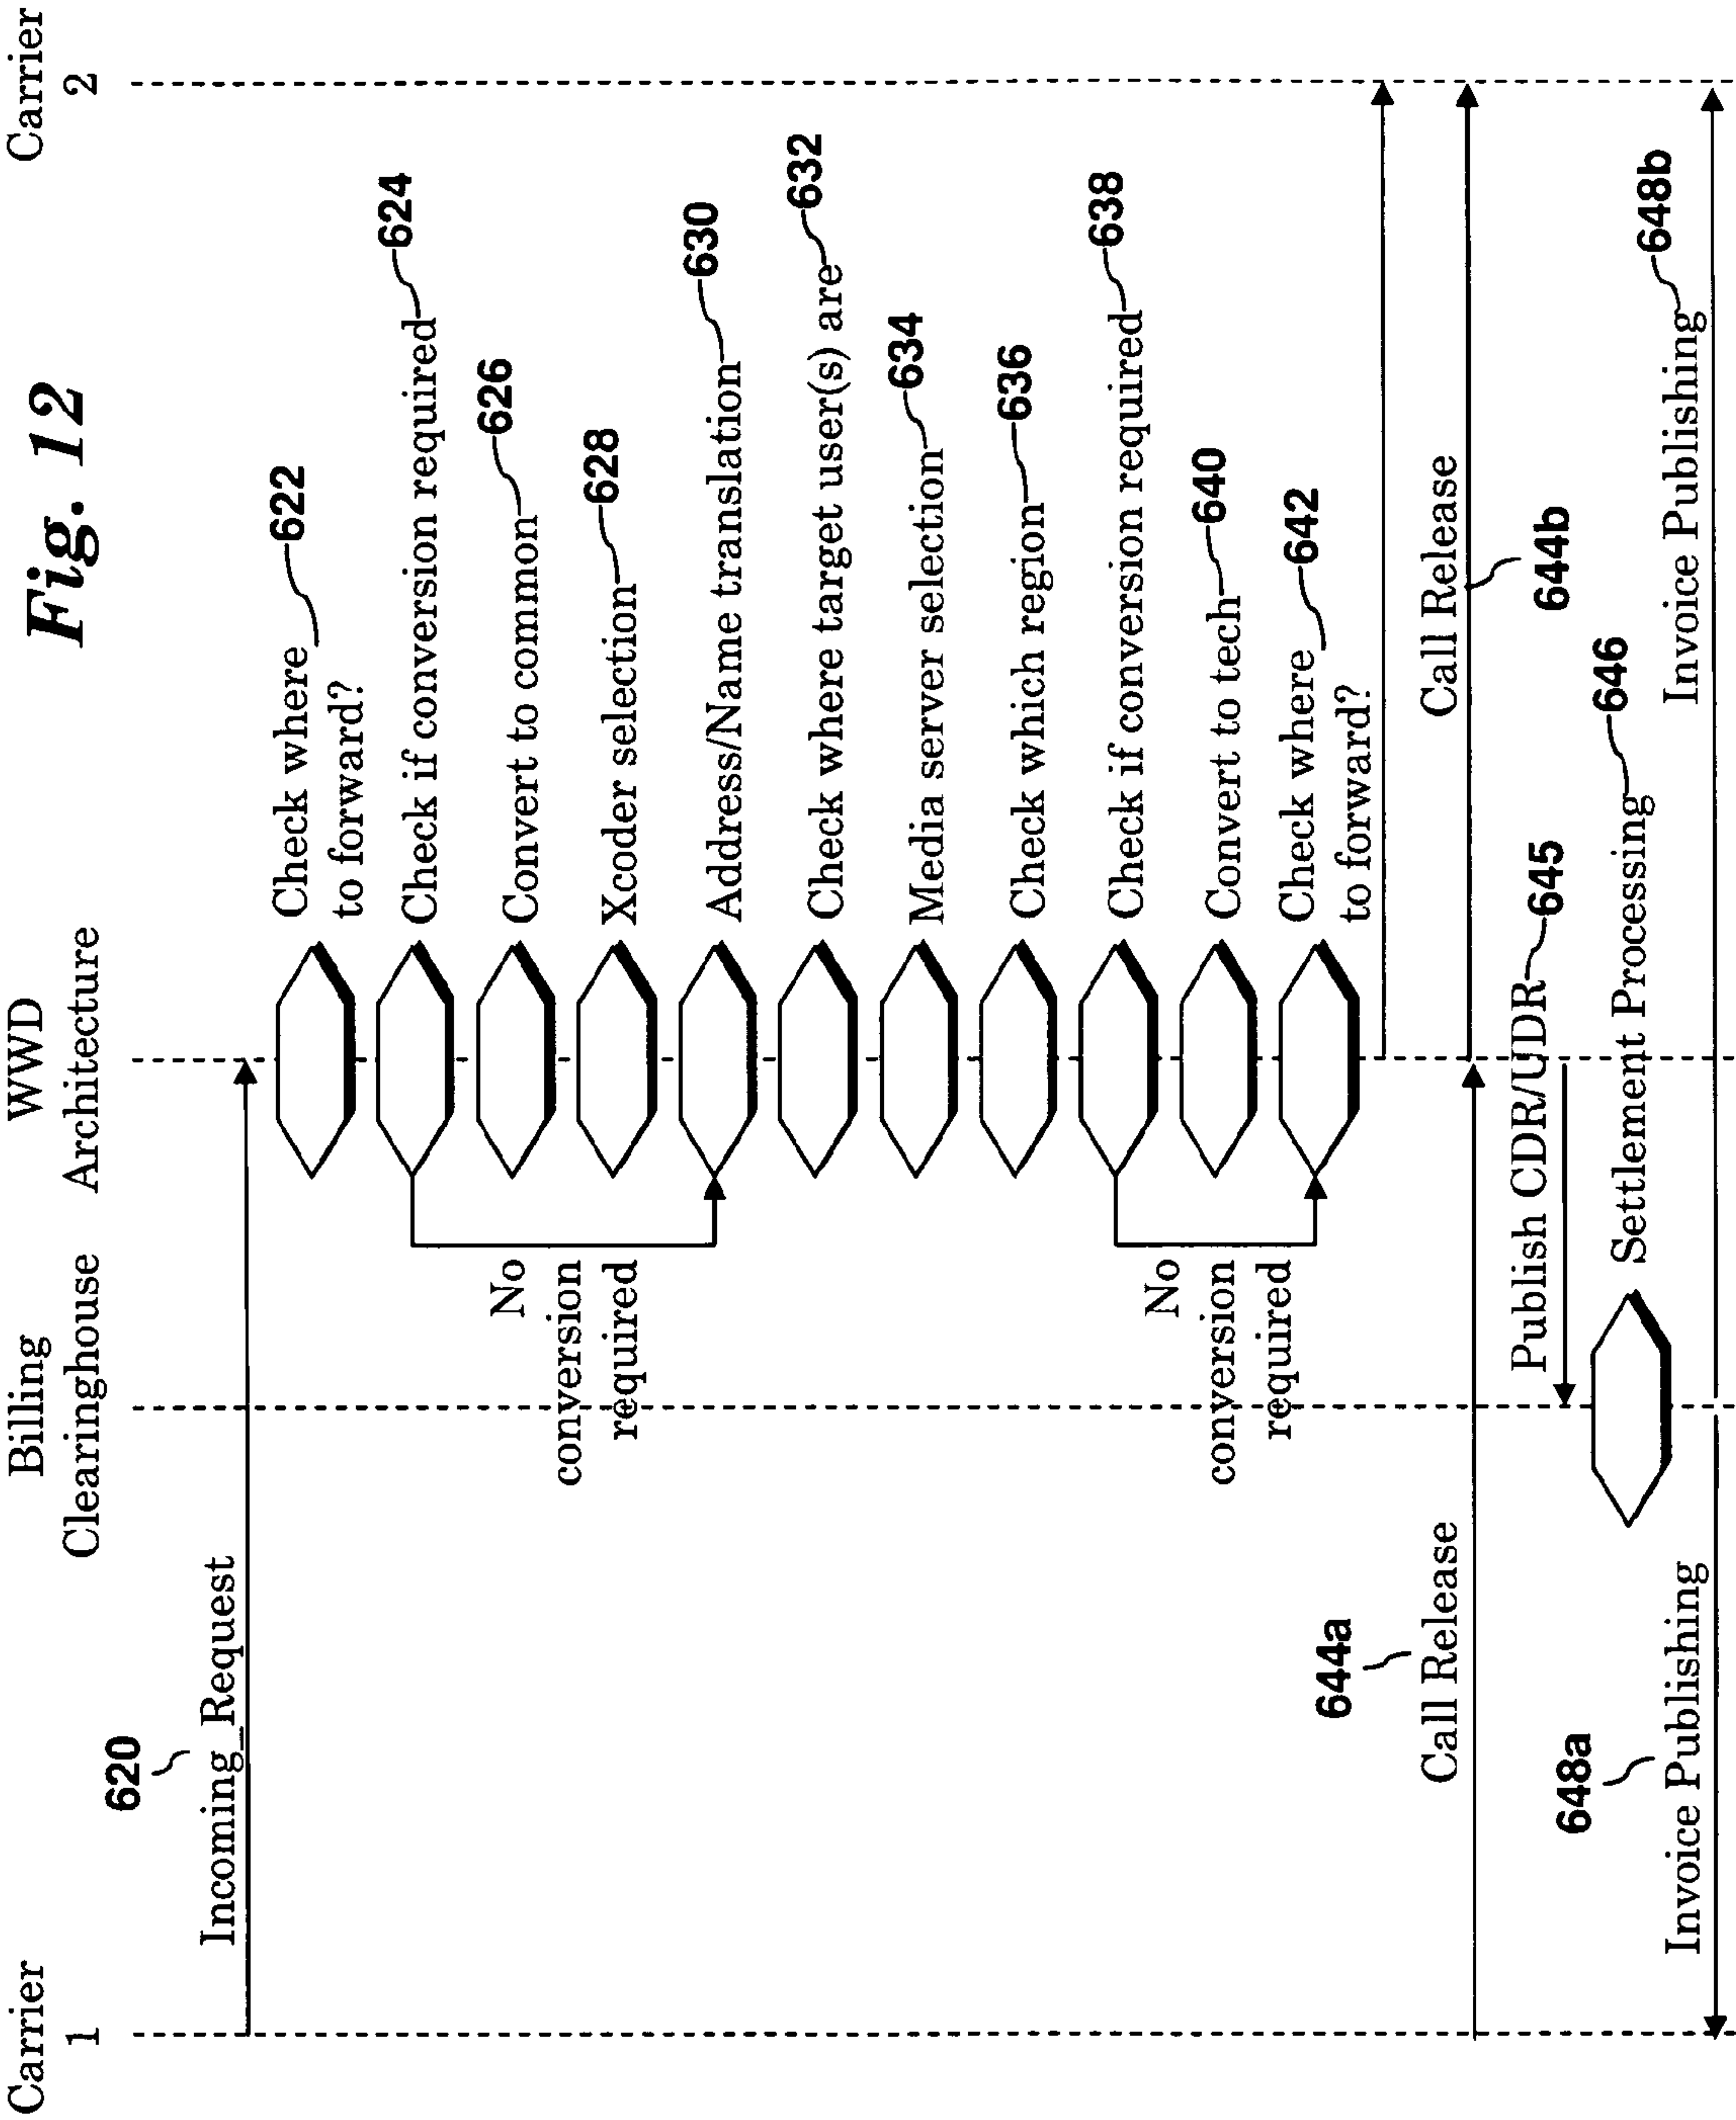 Fig. 12
Carrier
1
Billing
Clearinghouse
WWD
Architecture
Carrier
2
620
Incoming Request
Check where
to forward?
622
Check if conversion required
624
Convert to common
626
Xcoder selection
628
No
conversion
required
Address/Name translation
630
Check where target user(s) are
632
Media server selection
634
Check which region
636
Check if conversion required
638
Convert to tech
640
No
conversion
required
Check where
to forward?
642
644a
Call Release
Call Release
644b
Publish CDR/UDR
645
Settlement Processing
646
648a
Invoice Publishing
Invoice Publishing
648b